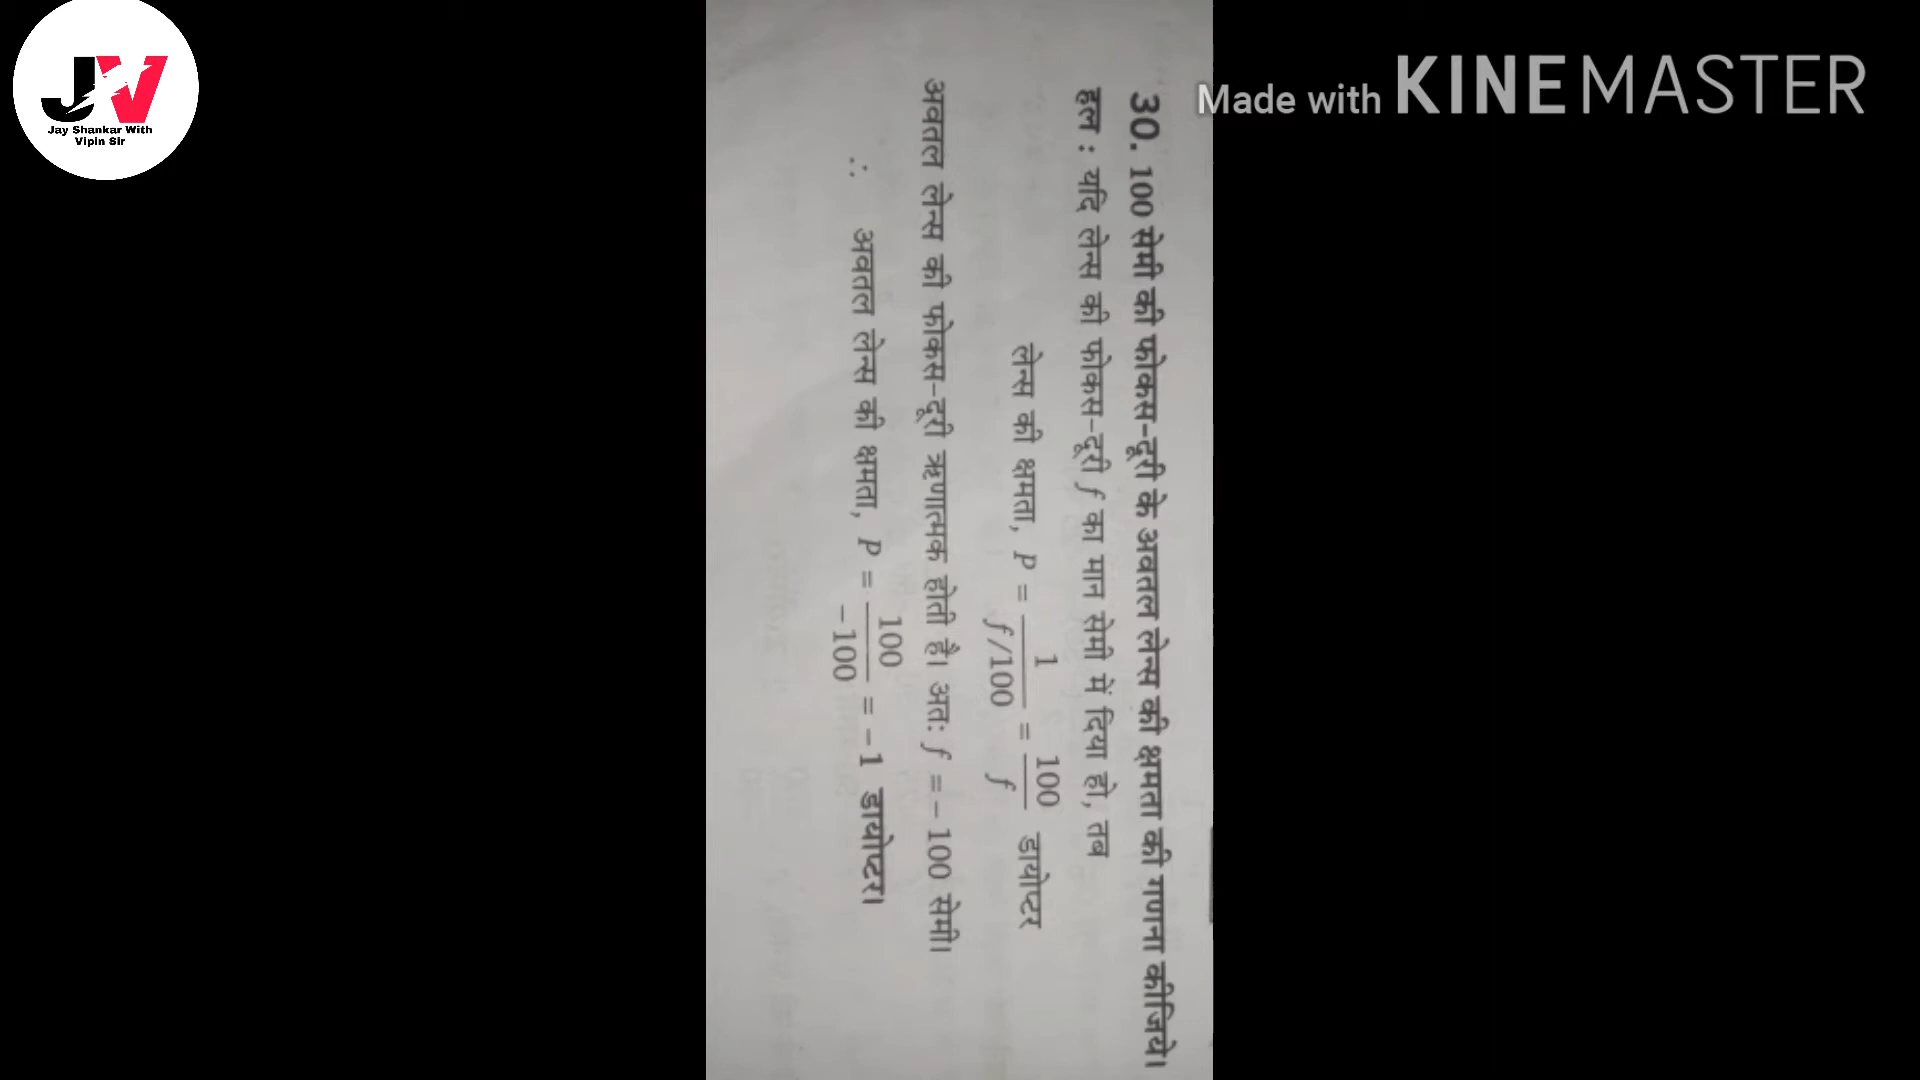 JV
Jay Shankar With
Vipin Sir
Made with KINEMASTER
30. 100 सेमी की फोकस-दूरी के अवतल लेन्स की क्षमता की गणना कीजिये।
हल : यदि लेन्स की फोकस-दूरी f का मान सेमी में दिया हो, तब
लेन्स की क्षमता, P = 1/(f/100) = 100/f डायोप्टर
अवतल लेन्स की फोकस-दूरी ऋणात्मक होती है। अतः f = – 100 सेमी।
∴ अवतल लेन्स की क्षमता, P = 100/–100 = –1 डायोप्टर।